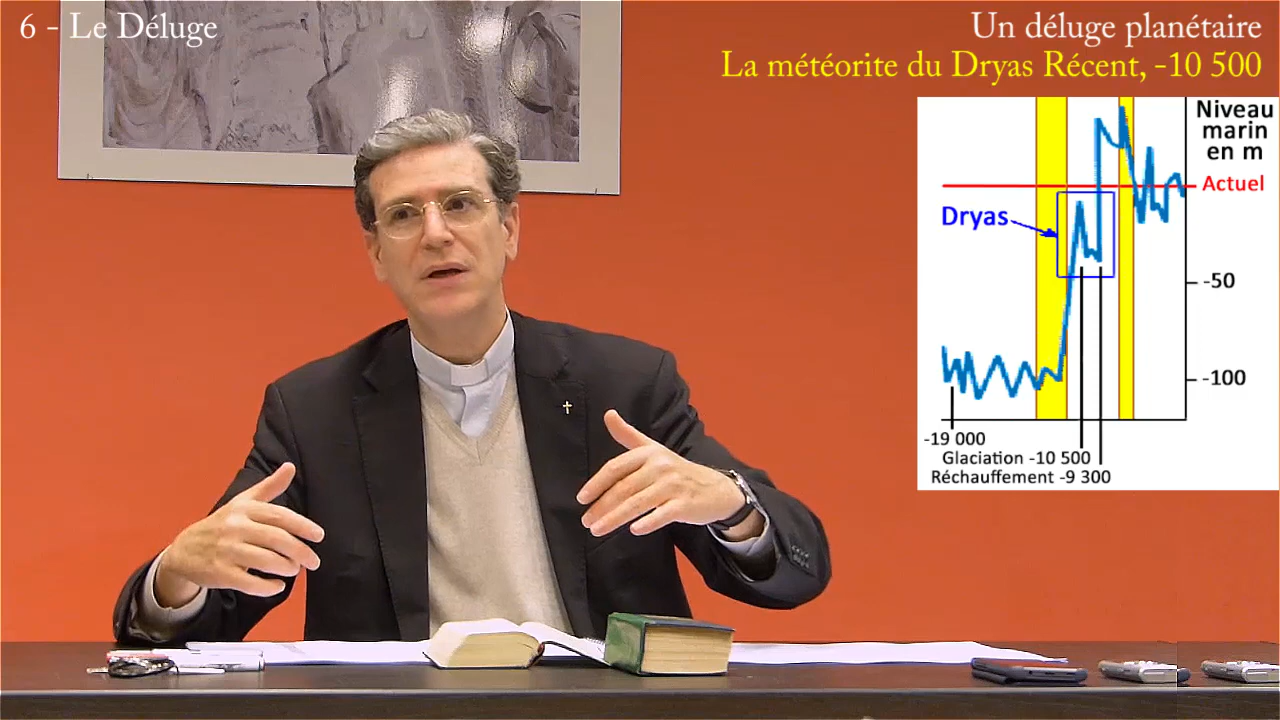 6 - Le Déluge
Un déluge planétaire
La météorite du Dryas Récent, -10 500
Niveau
marin
en m
Actuel
Dryas
-50
-100
-19 000
Glaciation -10 500
Réchauffement -9 300